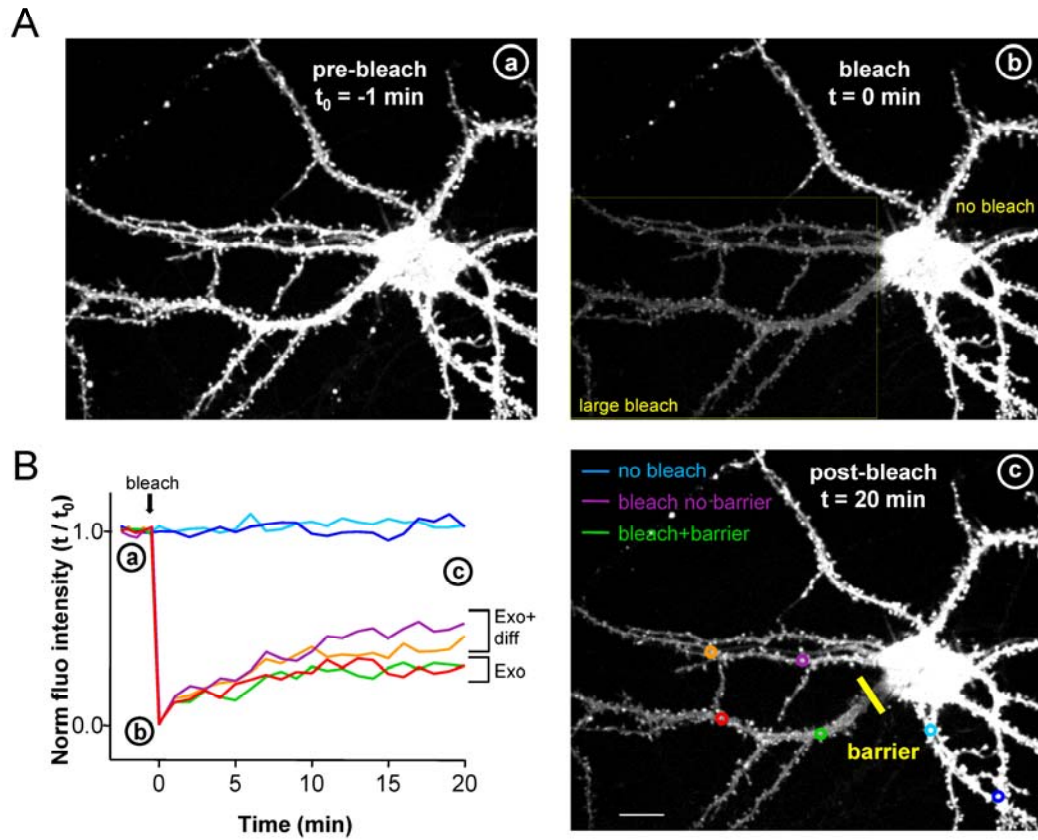 A
pre-bleach
t0 = -1 min
a
bleach
t = 0 min
b
no bleach
large bleach
B
bleach
Norm fluo intensity (t / t0)
1.0
0.0
a
b
c
Exo+
diff
Exo
0
5
10
15
20
Time (min)
no bleach
bleach no barrier
bleach+barrier
post-bleach
t = 20 min
c
barrier